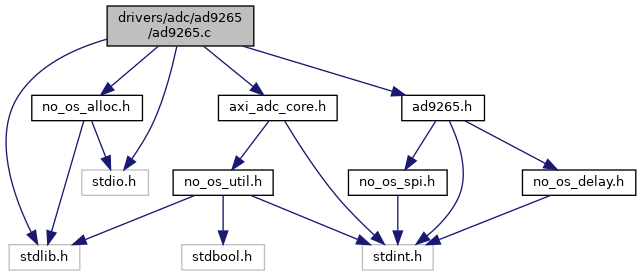 drivers/adc/ad9265
/ad9265.c
no_os_alloc.h
axi_adc_core.h
ad9265.h
stdio.h
no_os_util.h
no_os_spi.h
no_os_delay.h
stdlib.h
stdbool.h
stdint.h